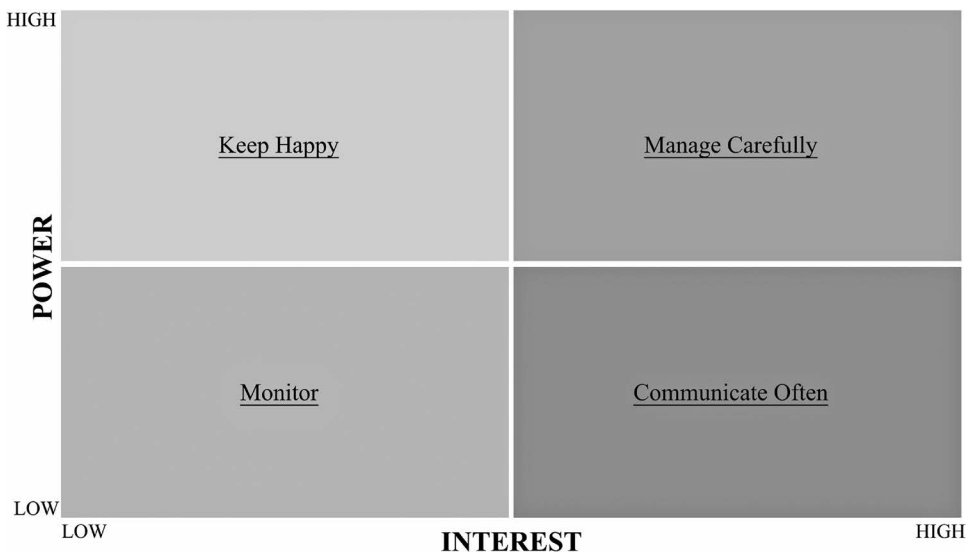 HIGH
Keep Happy
Manage Carefully
POWER
Monitor
Communicate Often
LOW
LOW
HIGH
INTEREST